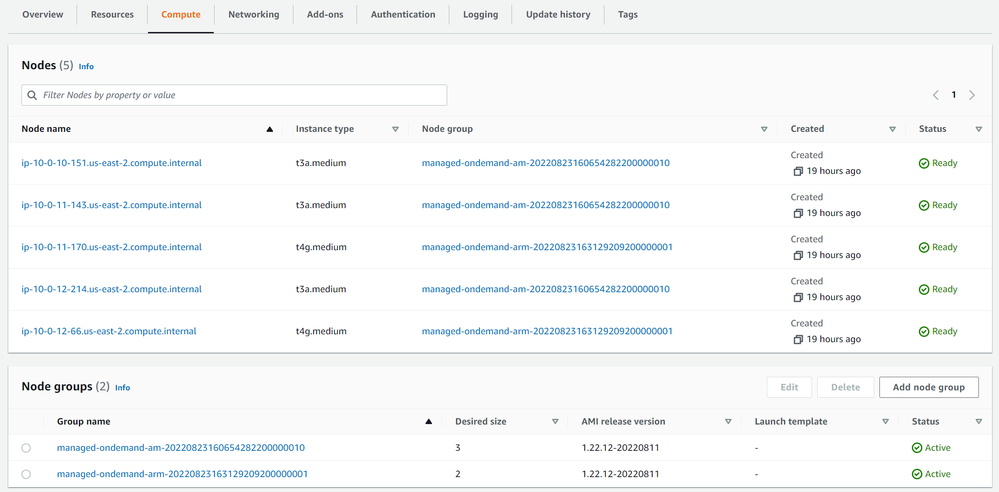 Overview Resources Compute Networking Add-ons Authentication Logging Update history Tags
Nodes (5) Info
Filter Nodes by property or value 1
Node name Instance type Node group Created Status
ip-10-0-10-151.us-east-2.compute.internal t3a.medium managed-ondemand-am-20220823160654282200000010 Created 19 hours ago Ready
ip-10-0-11-143.us-east-2.compute.internal t3a.medium managed-ondemand-am-20220823160654282200000010 Created 19 hours ago Ready
ip-10-0-11-170.us-east-2.compute.internal t4g.medium managed-ondemand-arm-20220823163129209200000001 Created 19 hours ago Ready
ip-10-0-12-214.us-east-2.compute.internal t3a.medium managed-ondemand-am-20220823160654282200000010 Created 19 hours ago Ready
ip-10-0-12-66.us-east-2.compute.internal t4g.medium managed-ondemand-arm-20220823163129209200000001 Created 19 hours ago Ready
Node groups (2) Info Edit Delete Add node group
Group name Desired size AMI release version Launch template Status
managed-ondemand-am-20220823160654282200000010 3 1.22.12-20220811 - Active
managed-ondemand-arm-20220823163129209200000001 2 1.22.12-20220811 - Active